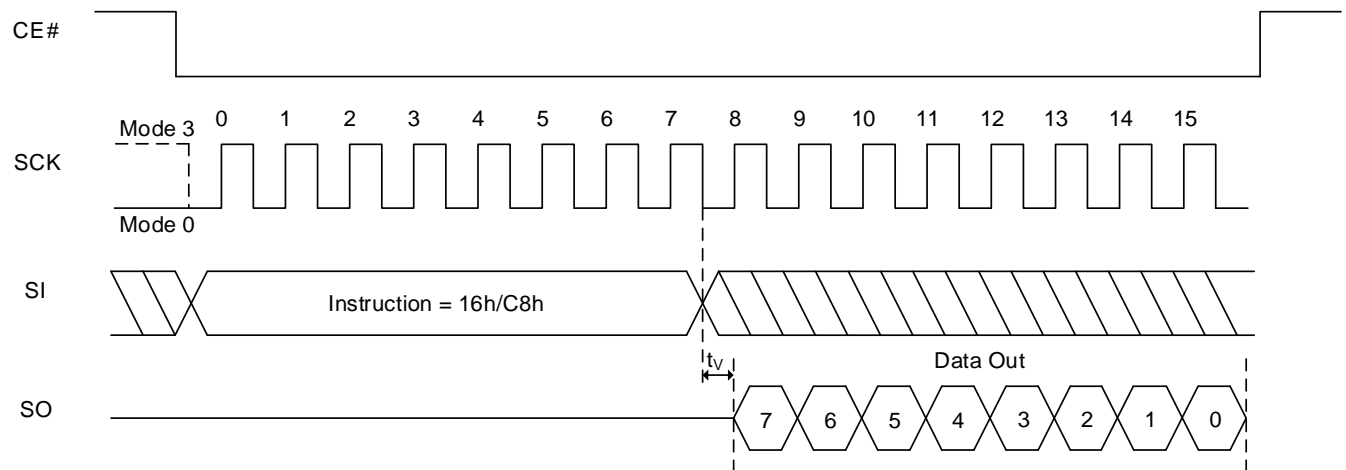 CE#
Mode 3
0 1 2 3 4 5 6 7 8 9 10 11 12 13 14 15
SCK
Mode 0
SI
Instruction = 16h/C8h
tV
Data Out
SO
7 6 5 4 3 2 1 0